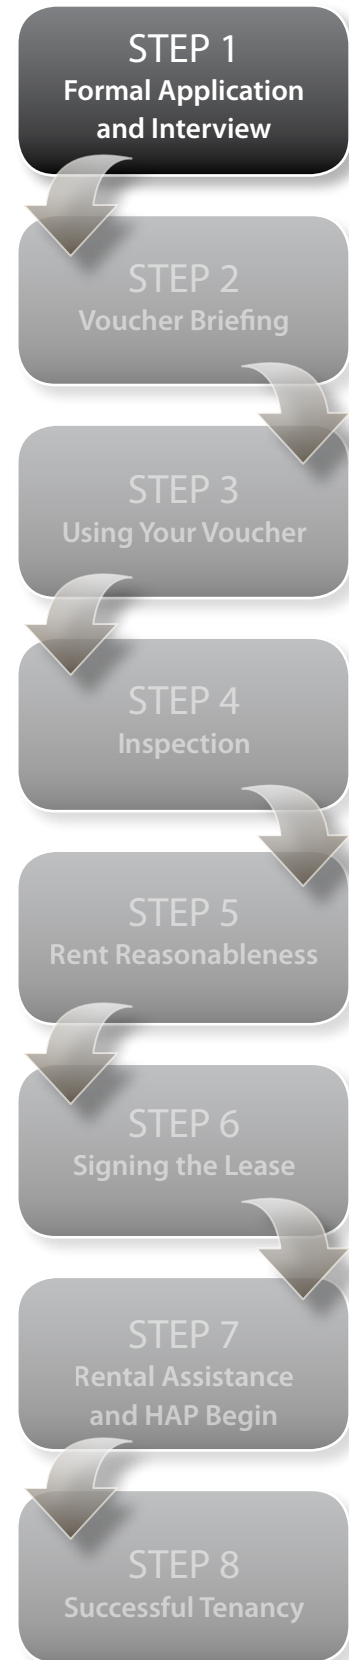 STEP 1
Formal Application
and Interview
STEP 2
Voucher Briefing
STEP 3
Using Your Voucher
STEP 4
Inspection
STEP 5
Rent Reasonableness
STEP 6
Signing the Lease
STEP 7
Rental Assistance
and HAP Begin
STEP 8
Successful Tenancy